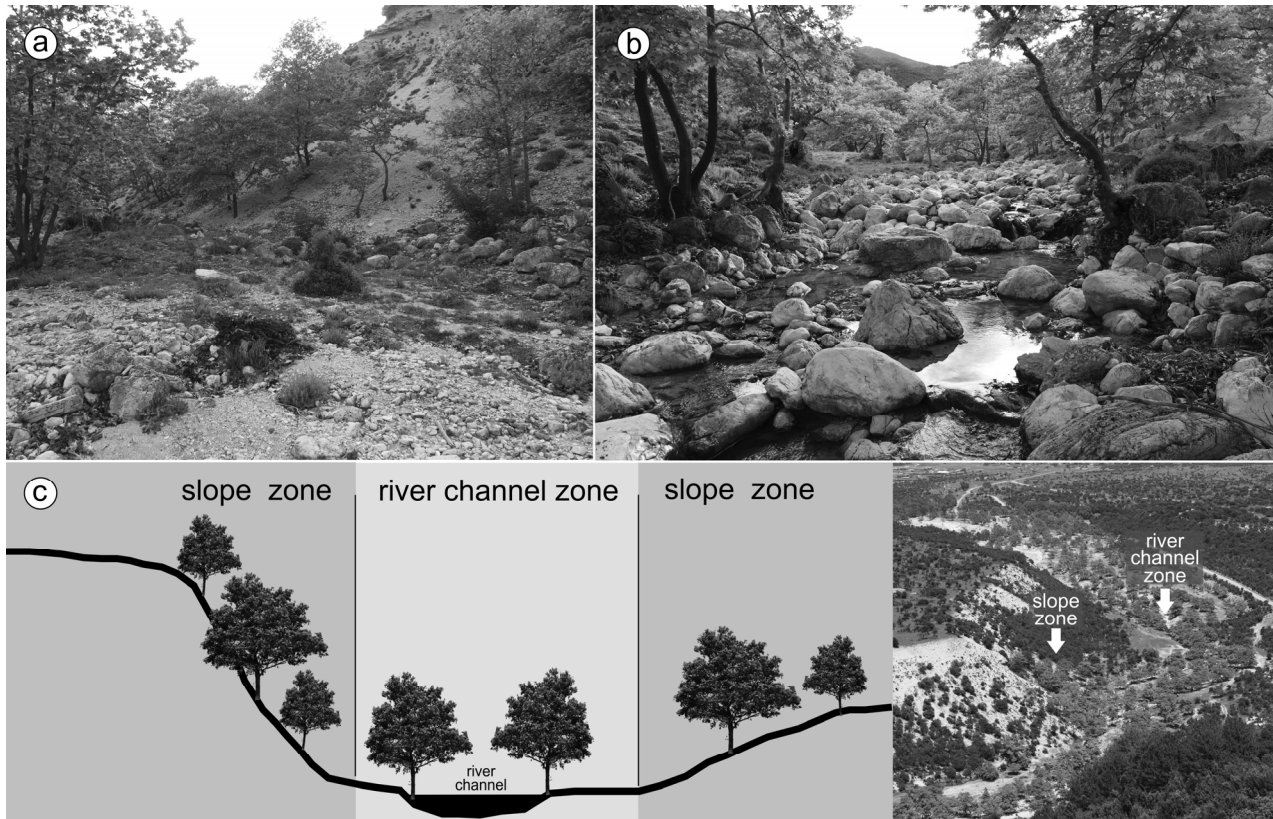 a
b
c
slope zone
river channel zone
slope zone
river
channel
river
channel
zone
slope
zone